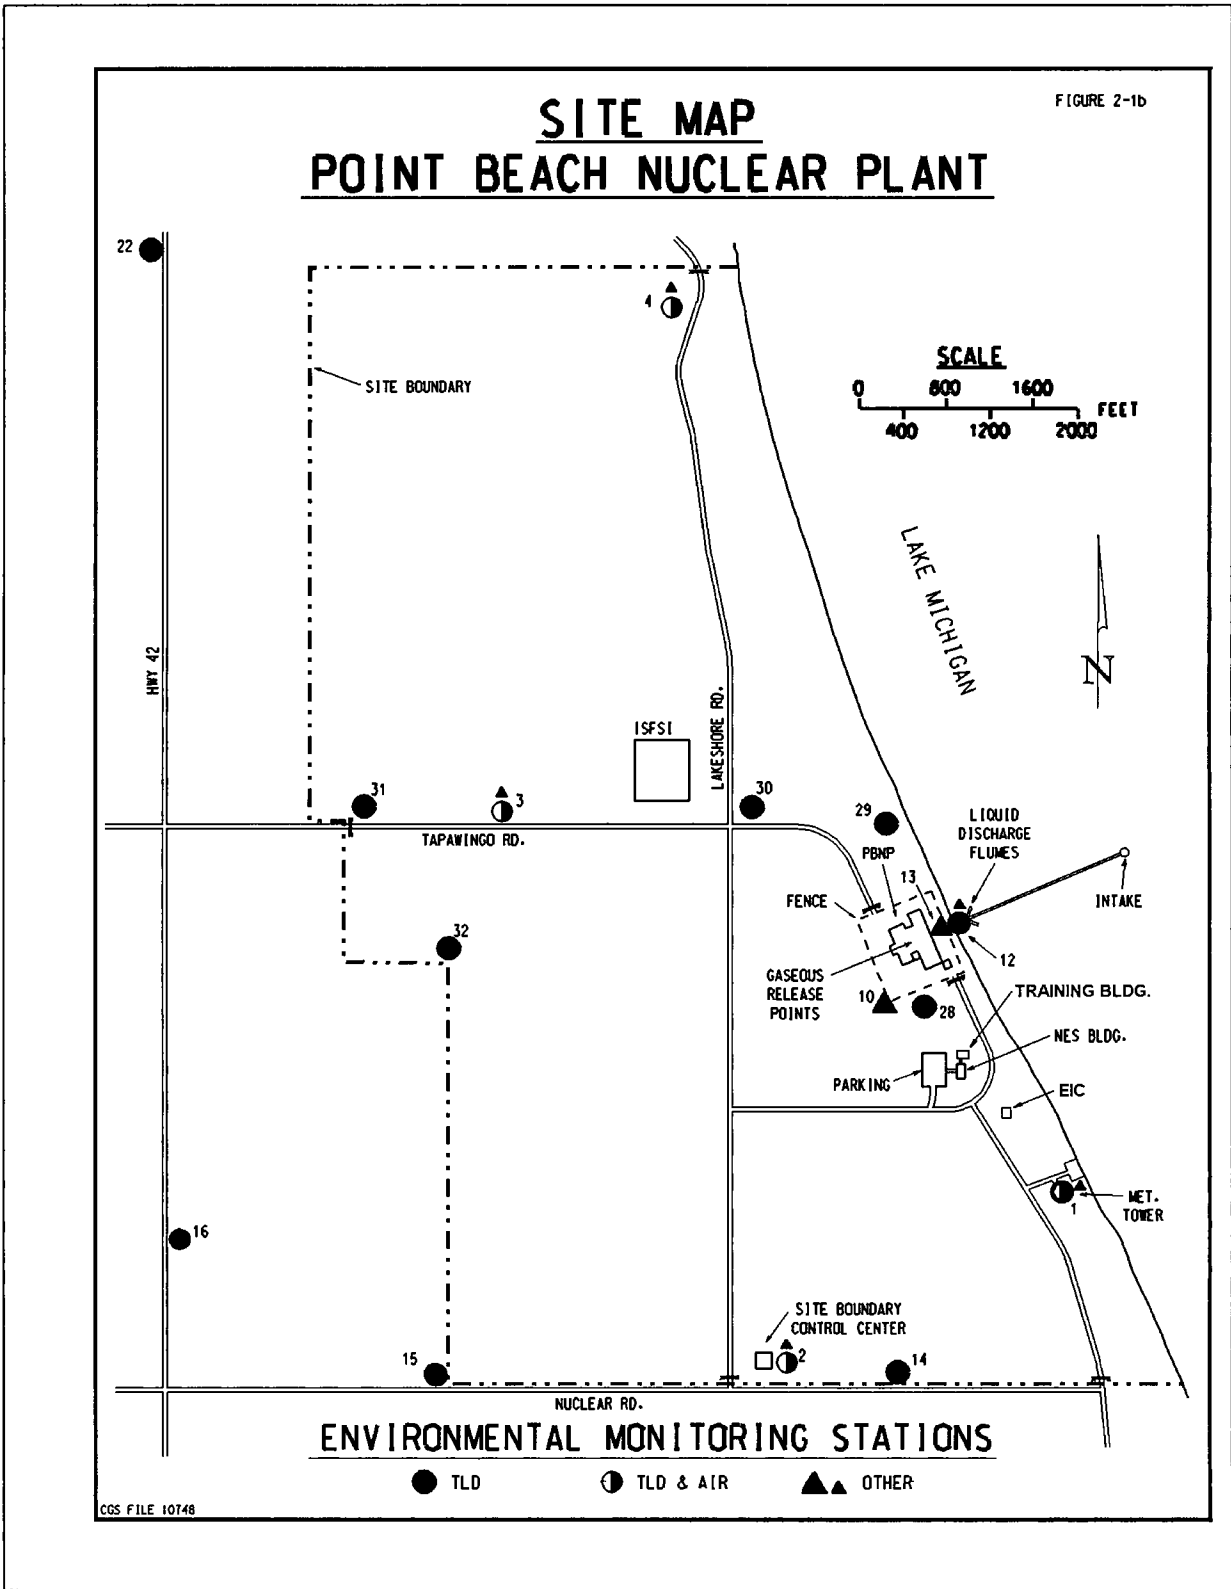 FIGURE 2-1b
SITE MAP
POINT BEACH NUCLEAR PLANT
22
4
SITE BOUNDARY
SCALE
0 800 1600
FEET
400 1200 2000
LAKE MICHIGAN
N
HWY 42
LAKESHORE RD.
ISFSI
31
3
30
29
LIQUID
DISCHARGE
FLUMES
TAPAWINGO RD.
PBNP
13
FENCE
INTAKE
32
12
GASEOUS
RELEASE
POINTS
10
28
TRAINING BLDG.
NES BLDG.
PARKING
EIC
1
MET.
TOWER
16
SITE BOUNDARY
CONTROL CENTER
15
2
14
NUCLEAR RD.
ENVIRONMENTAL MONITORING STATIONS
TLD TLD & AIR OTHER
CGS FILE 10748